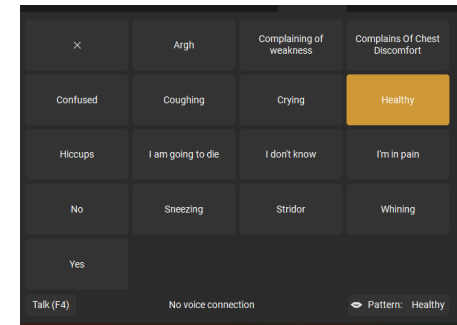 ×
Argh
Complaining of
weakness
Complains Of Chest
Discomfort
Confused
Coughing
Crying
Healthy
Hiccups
I am going to die
I don't know
I'm in pain
No
Sneezing
Stridor
Whining
Yes
Talk (F4)
No voice connection
Pattern: Healthy